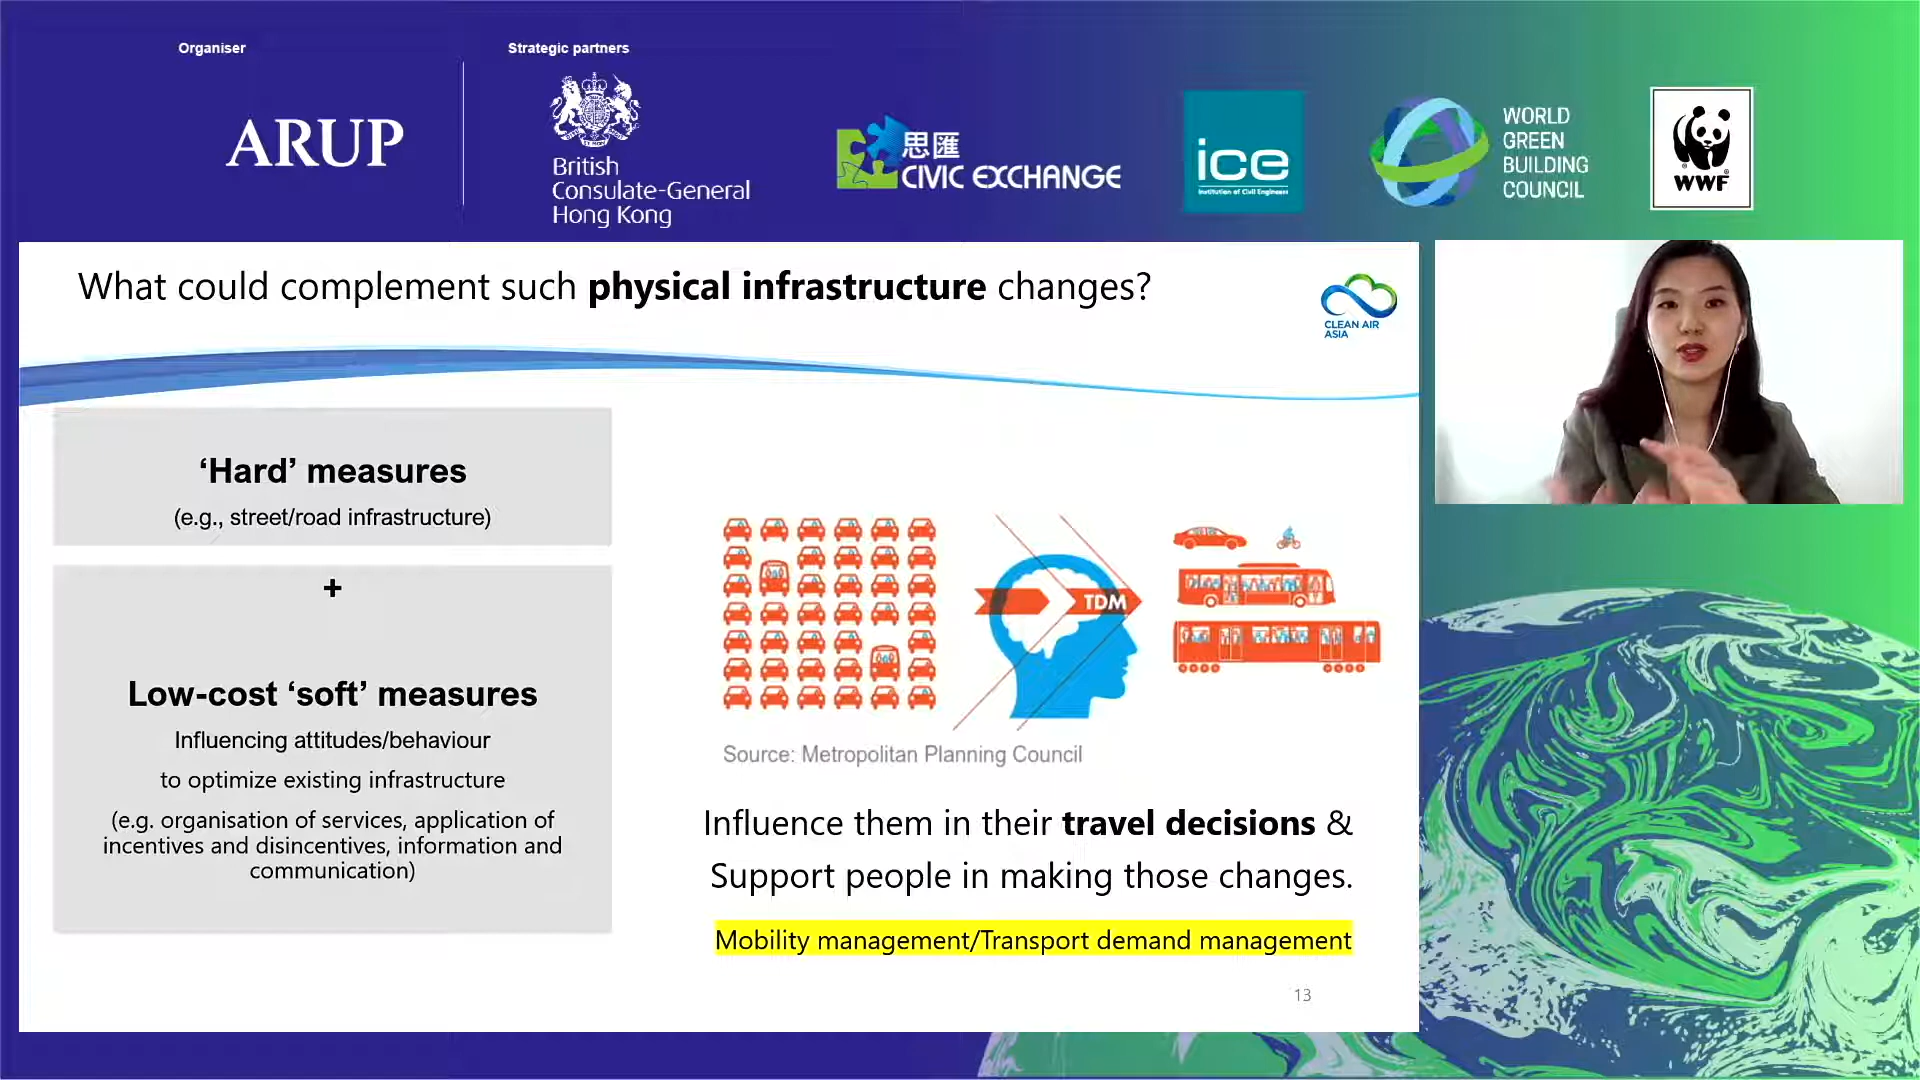 Organiser
Strategic partners
ARUP
British
Consulate-General
Hong Kong
思匯
CIVIC EXCHANGE
ice
Institution of Civil Engineers
WORLD
GREEN
BUILDING
COUNCIL
WWF
What could complement such physical infrastructure changes?
CLEAN AIR
ASIA
‘Hard’ measures
(e.g., street/road infrastructure)
+
Low-cost ‘soft’ measures
Influencing attitudes/behaviour
to optimize existing infrastructure
(e.g. organisation of services, application of
incentives and disincentives, information and
communication)
TDM
Source: Metropolitan Planning Council
Influence them in their travel decisions &
Support people in making those changes.
Mobility management/Transport demand management
13